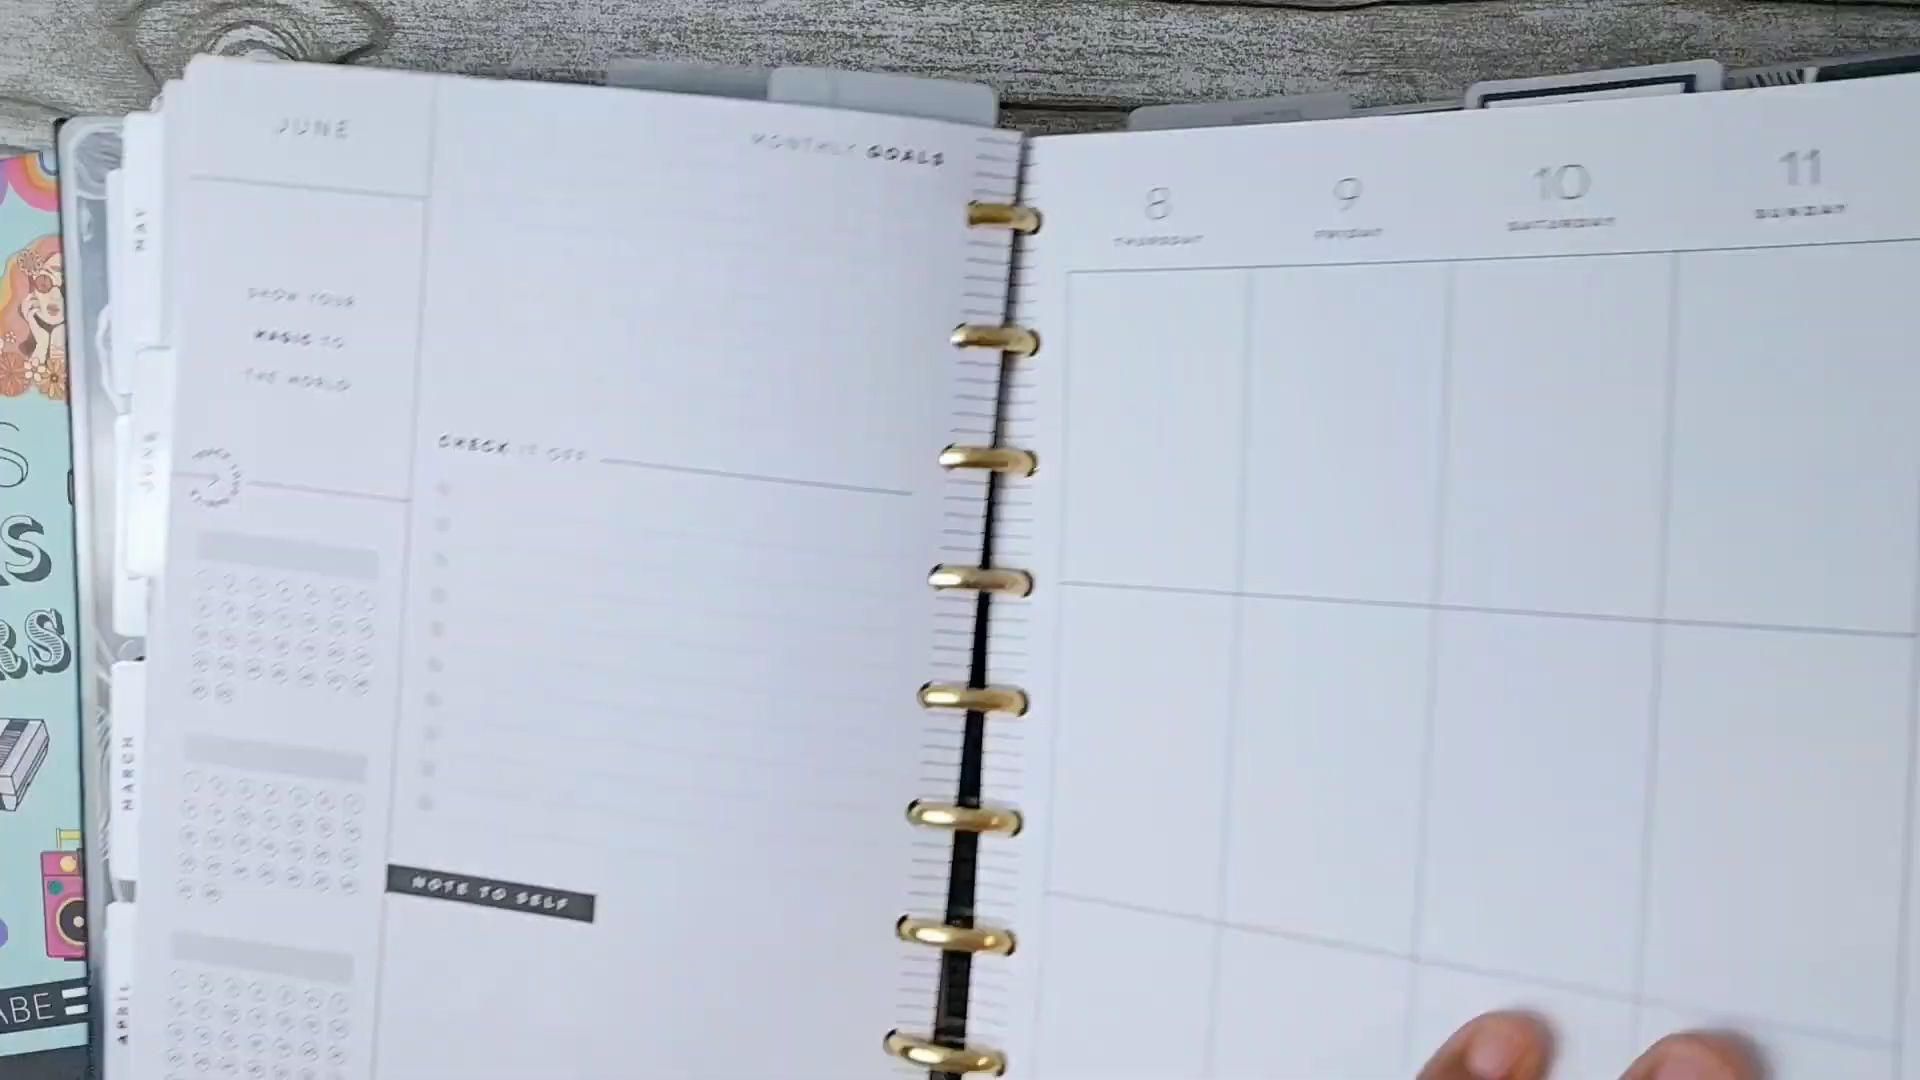 JUNE
MONTHLY GOALS
SHOW YOUR
MAGIC TO
THE WORLD
CHECK IT OFF
NOTE TO SELF
8
THURSDAY
9
FRIDAY
10
SATURDAY
11
SUNDAY
MAY
JUNE
MARCH
APRIL
S
S
RS
ABE